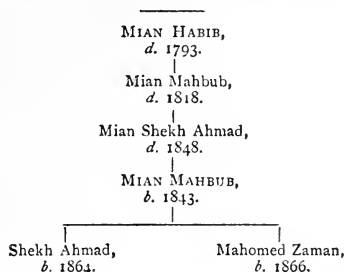 MIAN HABIB,
d. 1793.
Mian Mahbub,
d. 1818.
Mian Shekh Ahmad,
d. 1848.
MIAN MAHBUB,
b. 1843.
Shekh Ahmad,
b. 1864.
Mahomed Zaman,
b. 1866.